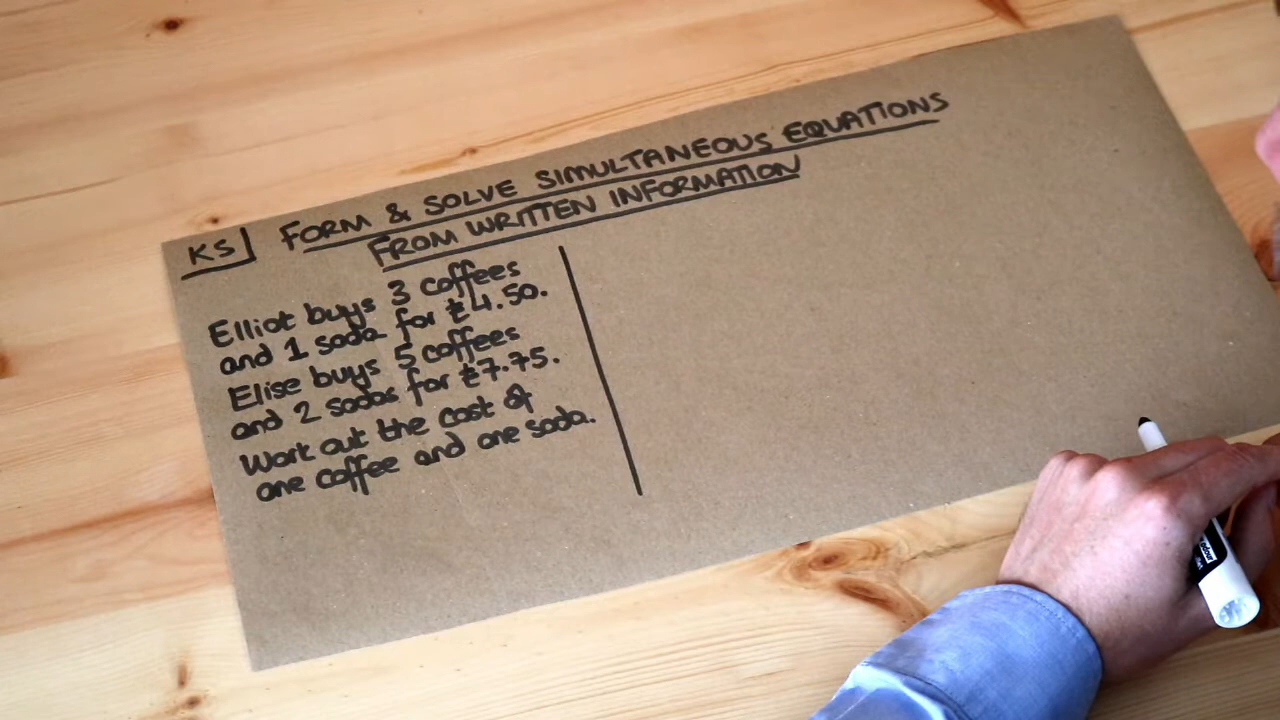 KS FORM & SOLVE SIMULTANEOUS EQUATIONS
FROM WRITTEN INFORMATION
Elliot buys 3 coffees
and 1 soda for £4.50.
Elise buys 5 coffees
and 2 sodas for £7.75.
Work out the cost of
one coffee and one soda.